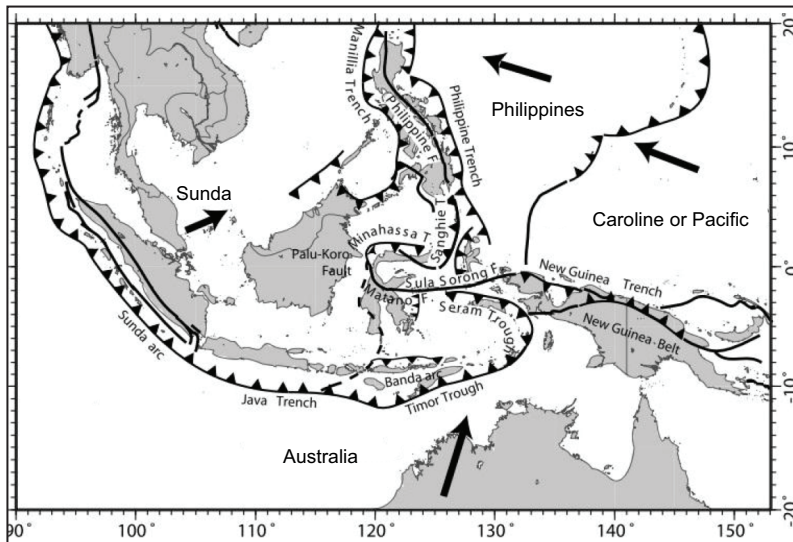 20°
10°
0°
-10°
-20°
Manillia Trench
Philippine F.
Philippine Trench
Philippines
Sunda
Caroline or Pacific
Sanghie T.
Minahassa T.
Palu-Koro
Fault
Sula Sorong F.
New Guinea Trench
Matano F.
Seram Trough
New Guinea Belt
Sunda arc
Banda arc
Java Trench
Timor Trough
Australia
90° 100° 110° 120° 130° 140° 150°